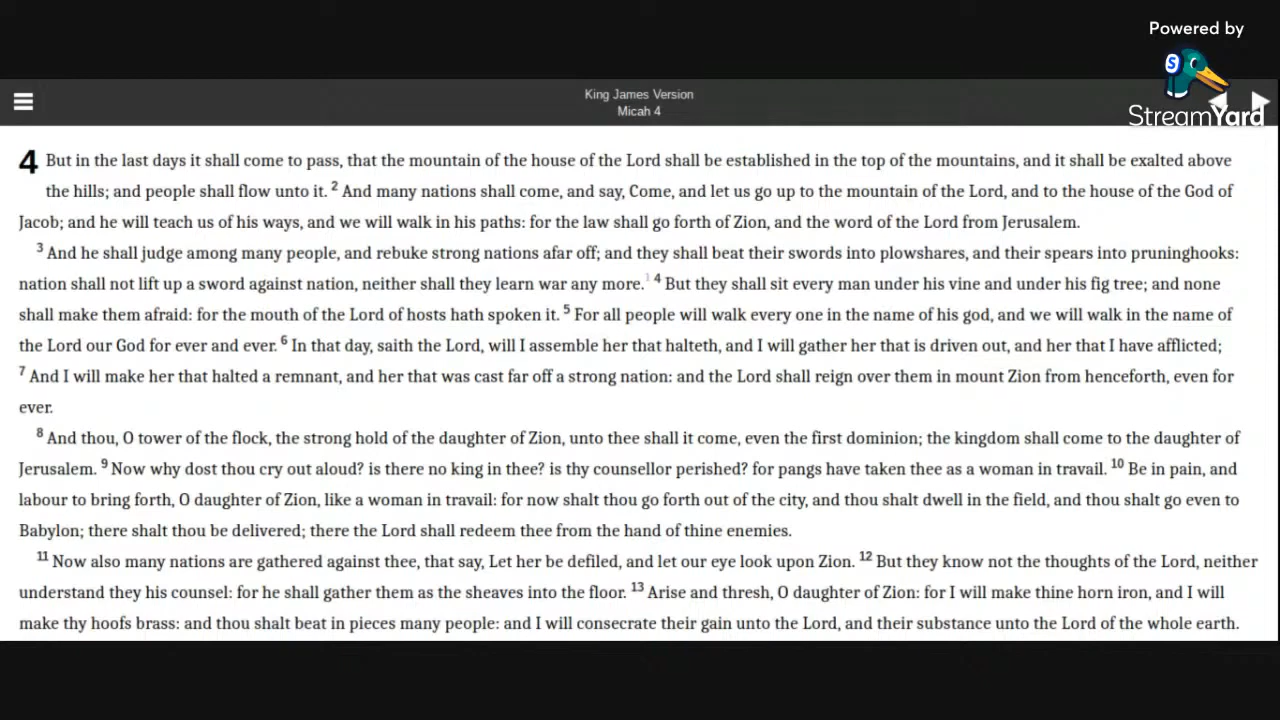 Powered by
StreamYard
King James Version
Micah 4
4 But in the last days it shall come to pass, that the mountain of the house of the Lord shall be established in the top of the mountains, and it shall be exalted above
the hills; and people shall flow unto it. 2 And many nations shall come, and say, Come, and let us go up to the mountain of the Lord, and to the house of the God of
Jacob; and he will teach us of his ways, and we will walk in his paths: for the law shall go forth of Zion, and the word of the Lord from Jerusalem.
3 And he shall judge among many people, and rebuke strong nations afar off; and they shall beat their swords into plowshares, and their spears into pruninghooks:
nation shall not lift up a sword against nation, neither shall they learn war any more. 1 4 But they shall sit every man under his vine and under his fig tree; and none
shall make them afraid: for the mouth of the Lord of hosts hath spoken it. 5 For all people will walk every one in the name of his god, and we will walk in the name of
the Lord our God for ever and ever. 6 In that day, saith the Lord, will I assemble her that halteth, and I will gather her that is driven out, and her that I have afflicted;
7 And I will make her that halted a remnant, and her that was cast far off a strong nation: and the Lord shall reign over them in mount Zion from henceforth, even for
ever.
8 And thou, O tower of the flock, the strong hold of the daughter of Zion, unto thee shall it come, even the first dominion; the kingdom shall come to the daughter of
Jerusalem. 9 Now why dost thou cry out aloud? is there no king in thee? is thy counsellor perished? for pangs have taken thee as a woman in travail. 10 Be in pain, and
labour to bring forth, O daughter of Zion, like a woman in travail: for now shalt thou go forth out of the city, and thou shalt dwell in the field, and thou shalt go even to
Babylon; there shalt thou be delivered; there the Lord shall redeem thee from the hand of thine enemies.
11 Now also many nations are gathered against thee, that say, Let her be defiled, and let our eye look upon Zion. 12 But they know not the thoughts of the Lord, neither
understand they his counsel: for he shall gather them as the sheaves into the floor. 13 Arise and thresh, O daughter of Zion: for I will make thine horn iron, and I will
make thy hoofs brass: and thou shalt beat in pieces many people: and I will consecrate their gain unto the Lord, and their substance unto the Lord of the whole earth.